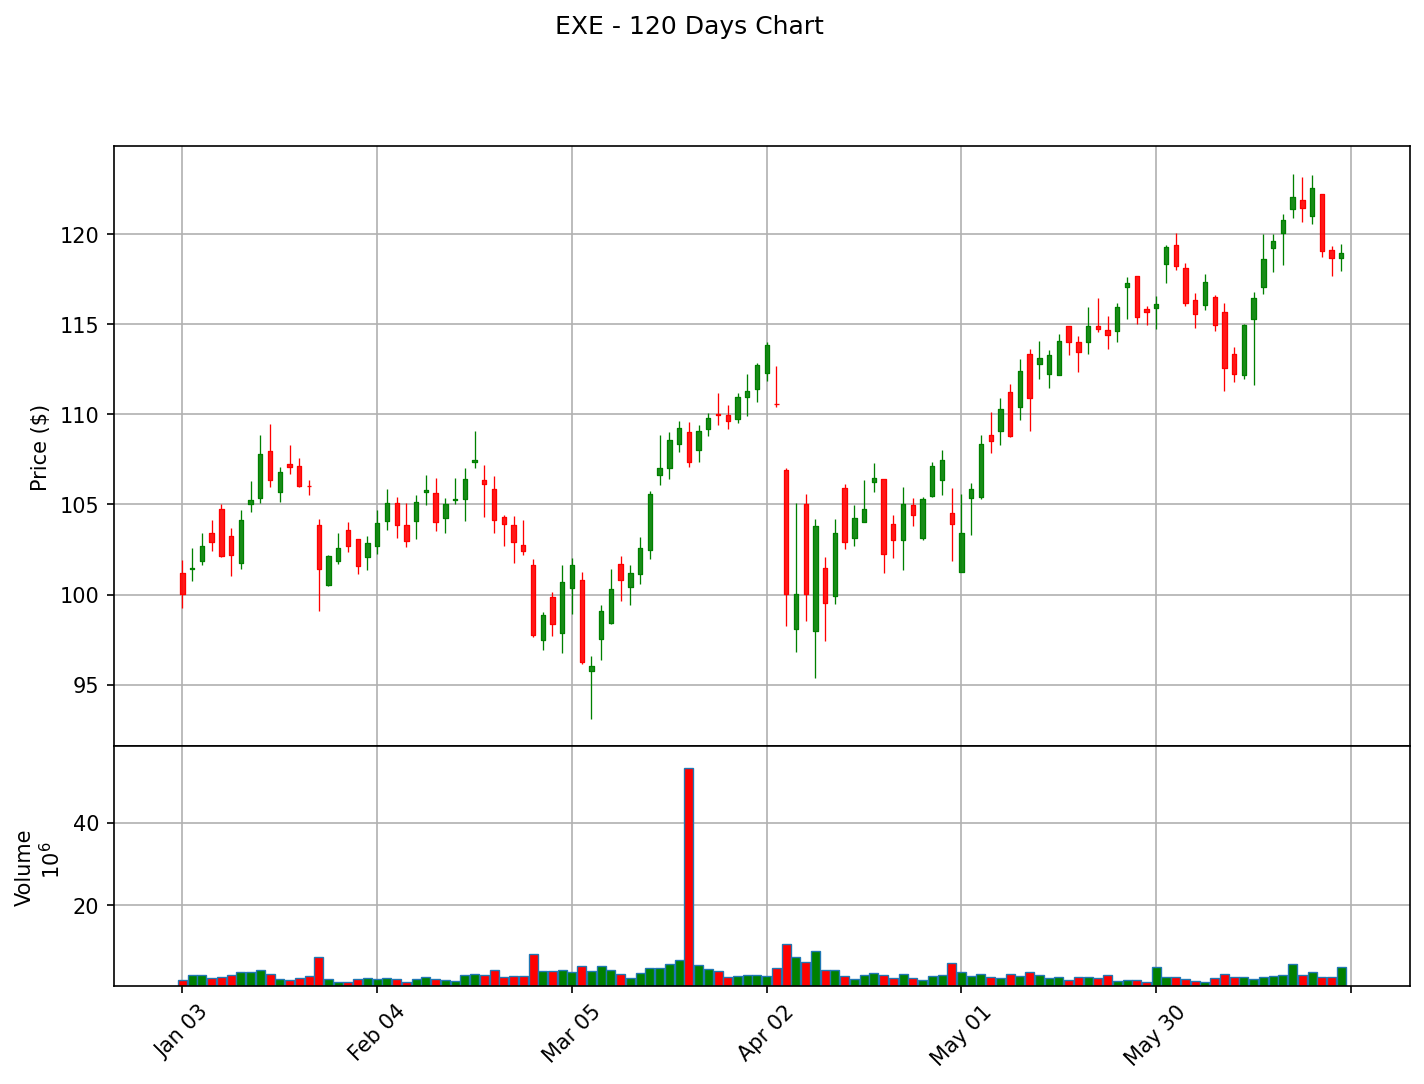 EXE - 120 Days Chart
Price ($)
120
115
110
105
100
95
Volume
10⁶
40
20
Jan 03
Feb 04
Mar 05
Apr 02
May 01
May 30